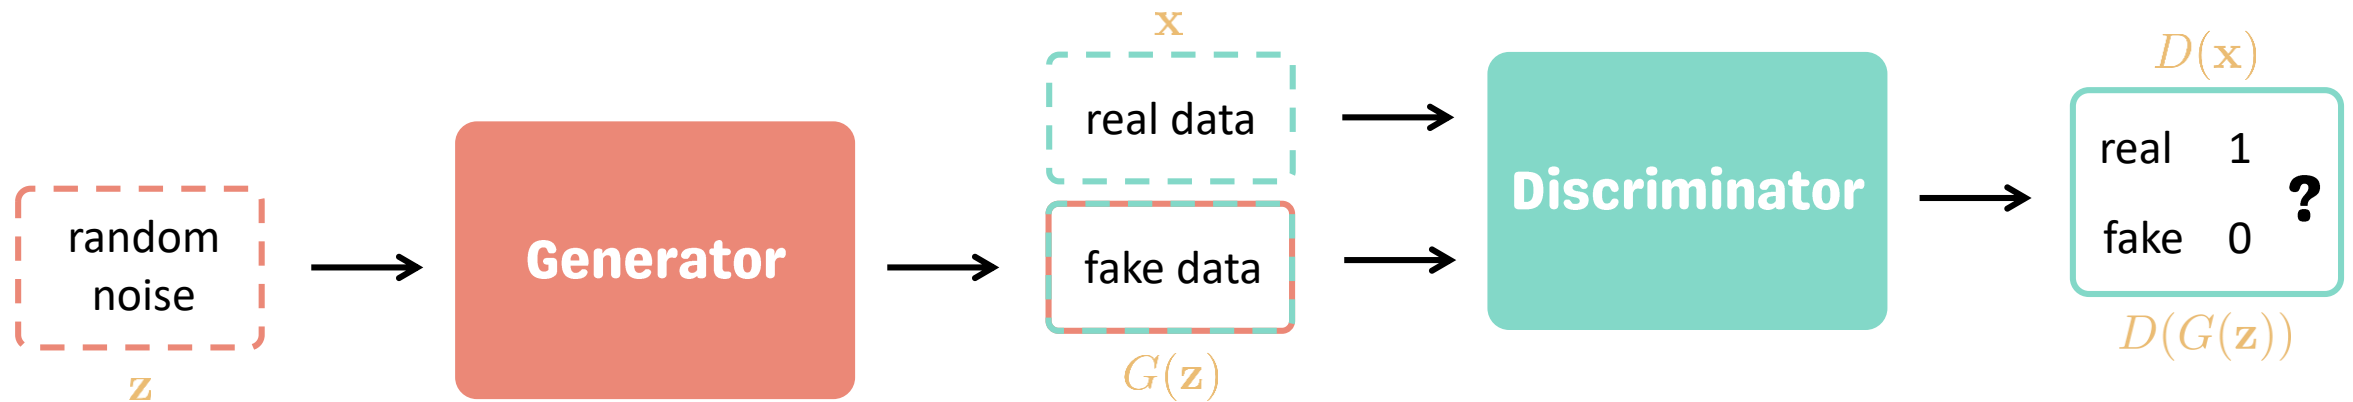 random
noise
z
Generator
x
real data
fake data
G(z)
Discriminator
D(x)
real 1
?
fake 0
D(G(z))